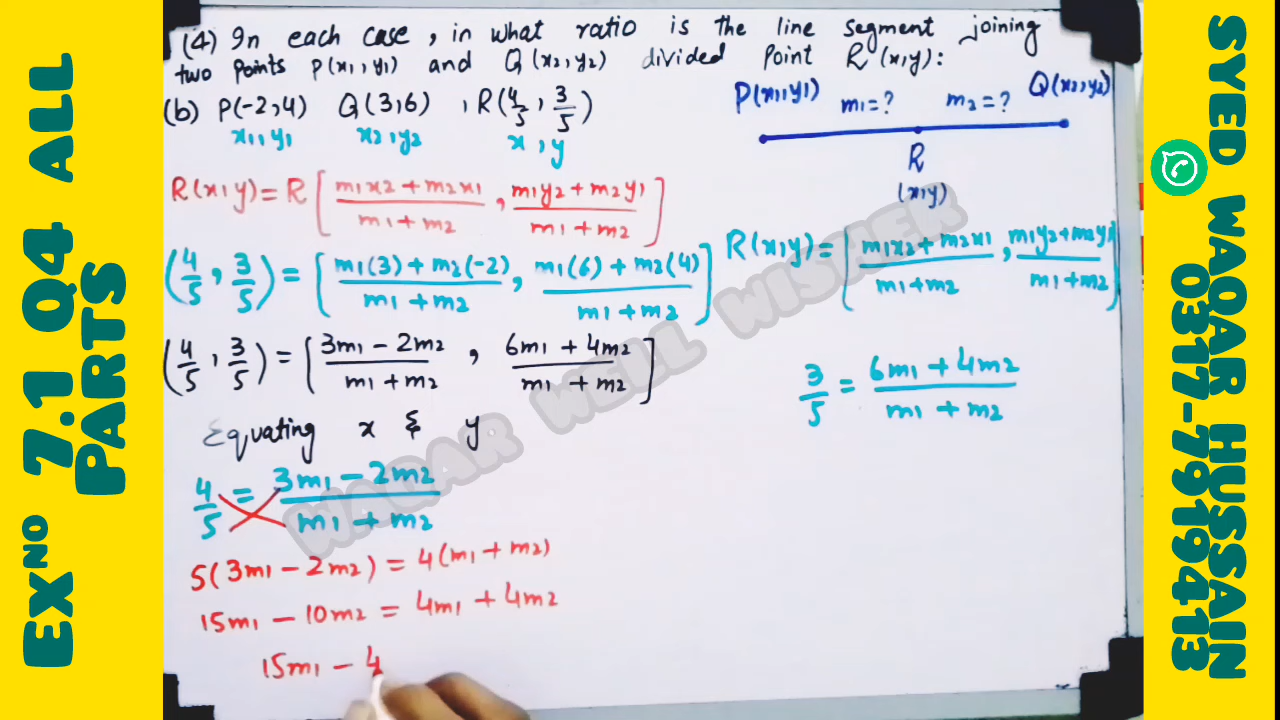 (4) In each case, in what ratio is the line segment joining
two points P(x₁,y₁) and Q(x₂,y₂) divided Point R(x,y):
(b) P(-2,4) Q(3,6) , R(4/5, 3/5)
x₁,y₁ x₂,y₂ x,y
P(x₁,y₁) m₁=? m₂=? Q(x₂,y₂)
R
(x,y)
R(x,y) = R[(m₁x₂ + m₂x₁)/(m₁ + m₂), (m₁y₂ + m₂y₁)/(m₁ + m₂)]
(4/5, 3/5) = [(m₁(3) + m₂(-2))/(m₁ + m₂), (m₁(6) + m₂(4))/(m₁ + m₂)]
(4/5, 3/5) = [(3m₁ - 2m₂)/(m₁ + m₂), (6m₁ + 4m₂)/(m₁ + m₂)]
Equating x & y
4/5 = (3m₁ - 2m₂)/(m₁ + m₂)
5(3m₁ - 2m₂) = 4(m₁ + m₂)
15m₁ - 10m₂ = 4m₁ + 4m₂
15m₁ - 4
R(x,y) = [(m₁x₂ + m₂x₁)/(m₁ + m₂), (m₁y₂ + m₂y₁)/(m₁ + m₂)]
3/5 = (6m₁ + 4m₂)/(m₁ + m₂)
WAQAR WELL WISHER
EXᴺᴼ 7.1 Q4 ALL
PARTS
SYED WAQAR HUSSAIN
0317-7919413